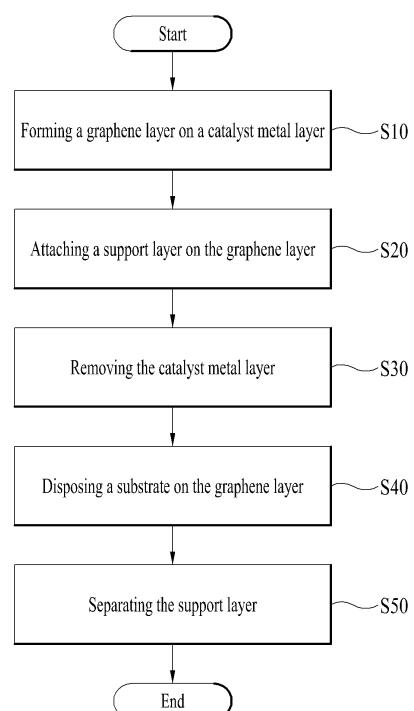 Start
Forming a graphene layer on a catalyst metal layer
S10
Attaching a support layer on the graphene layer
S20
Removing the catalyst metal layer
S30
Disposing a substrate on the graphene layer
S40
Separating the support layer
S50
End